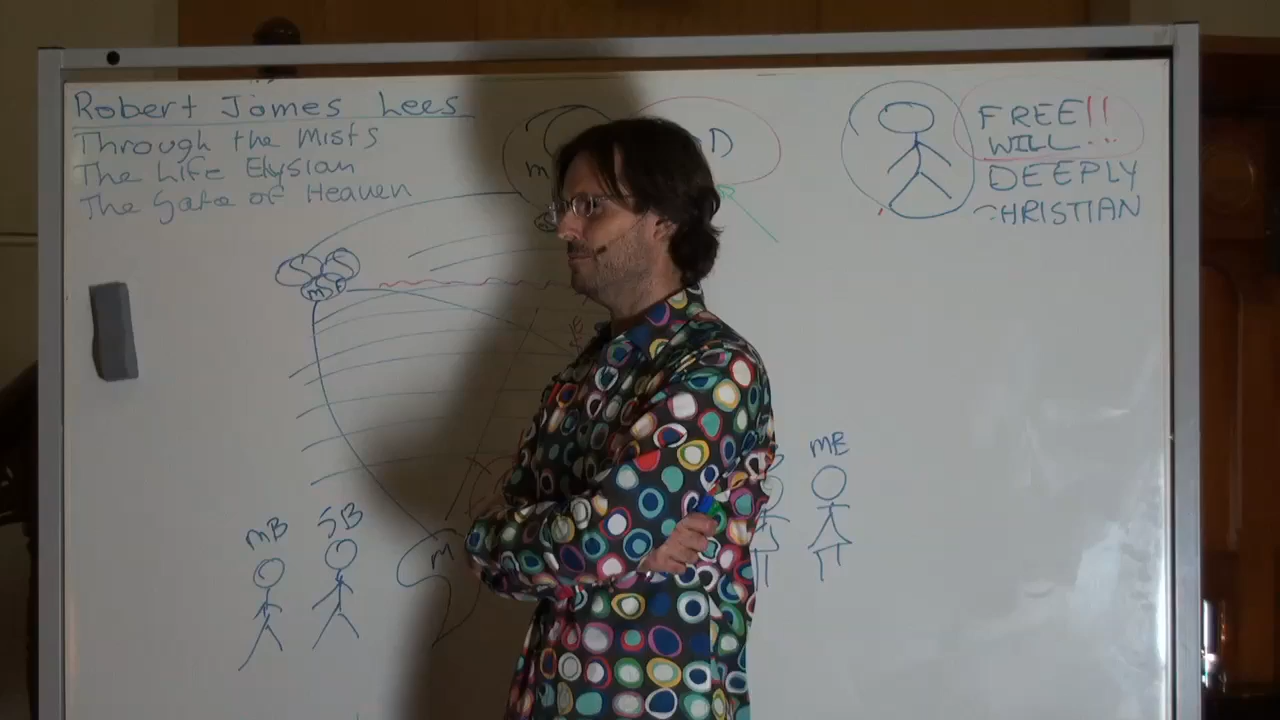 Robert James Lees
Through the Mists
The Life Elysian
The Gate of Heaven
FREE!!
WILL...
DEEPLY
CHRISTIAN
m
D
S S
m F
MB
SB
m
MB